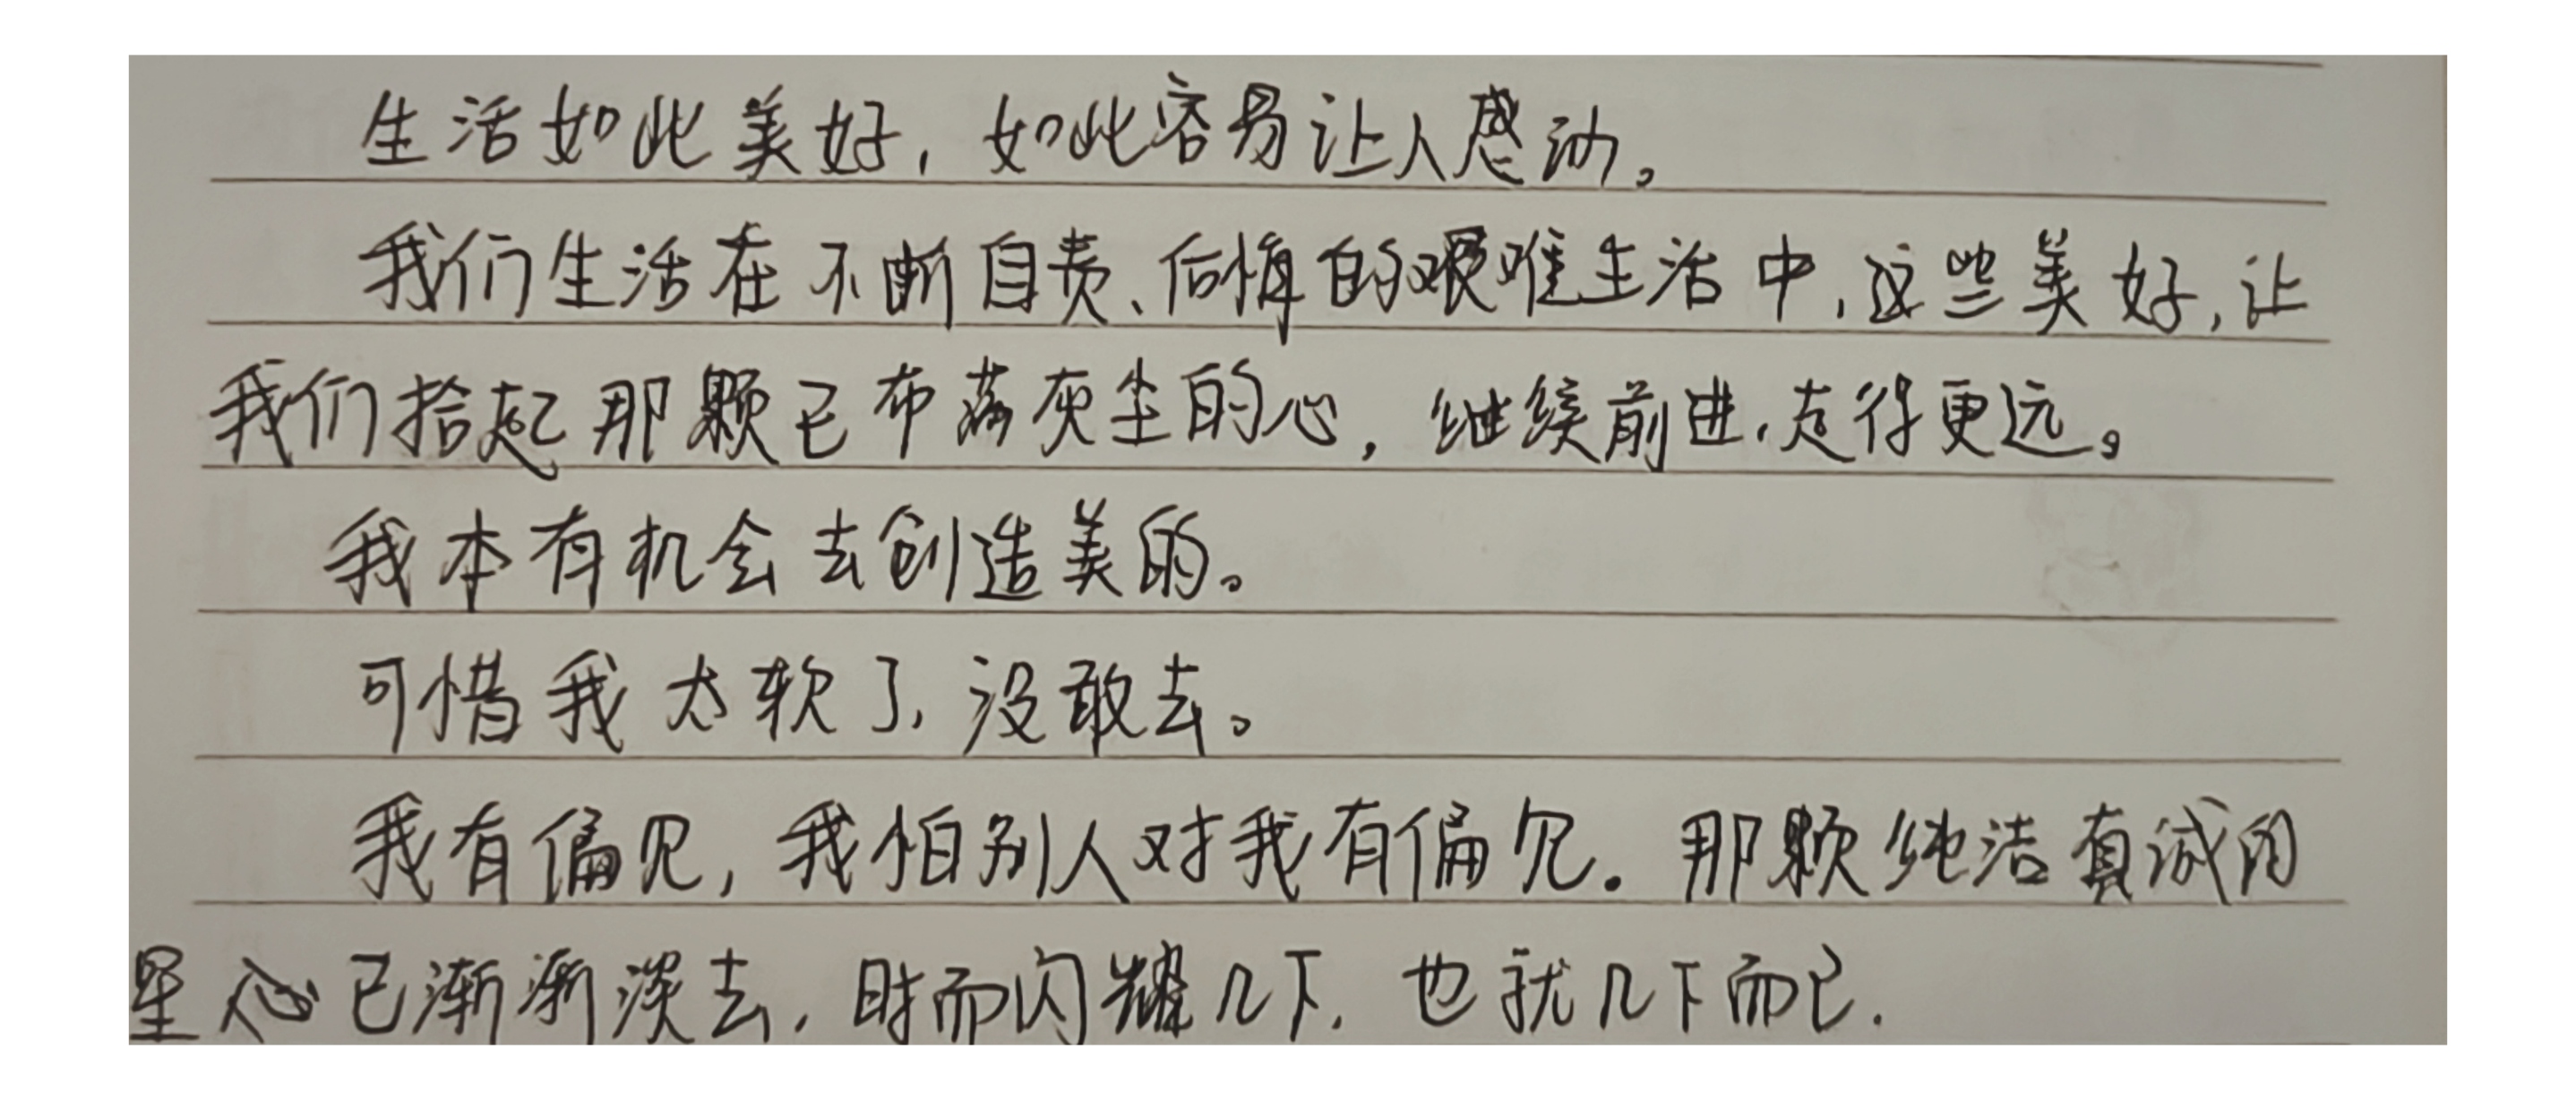 生活如此美好，如此容易让人感动。
我们生活在不断自责、后悔的艰难生活中，这些美好，让
我们拾起那颗已布满灰尘的心，继续前进，走得更远。
我本有机会去创造美的。
可惜我太软了，没敢去。
我有偏见，我怕别人对我有偏见。那颗纯洁真诚的
星心已渐渐淡去，时而闪耀几下，也就几下而已.